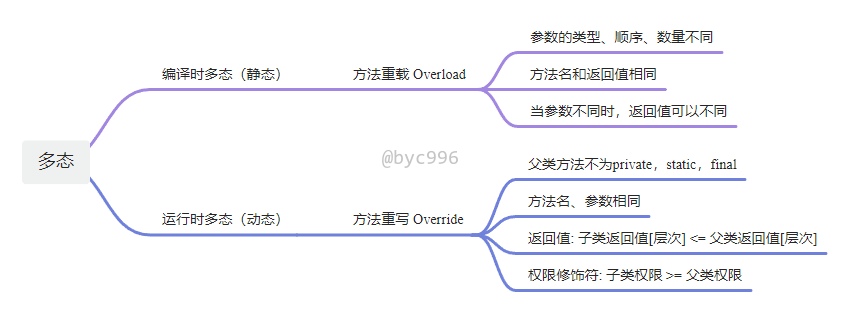 多态
编译时多态（静态）
方法重载 Overload
参数的类型、顺序、数量不同
方法名和返回值相同
当参数不同时，返回值可以不同
@byc996
运行时多态（动态）
方法重写 Override
父类方法不为private，static，final
方法名、参数相同
返回值: 子类返回值[层次] <= 父类返回值[层次]
权限修饰符: 子类权限 >= 父类权限